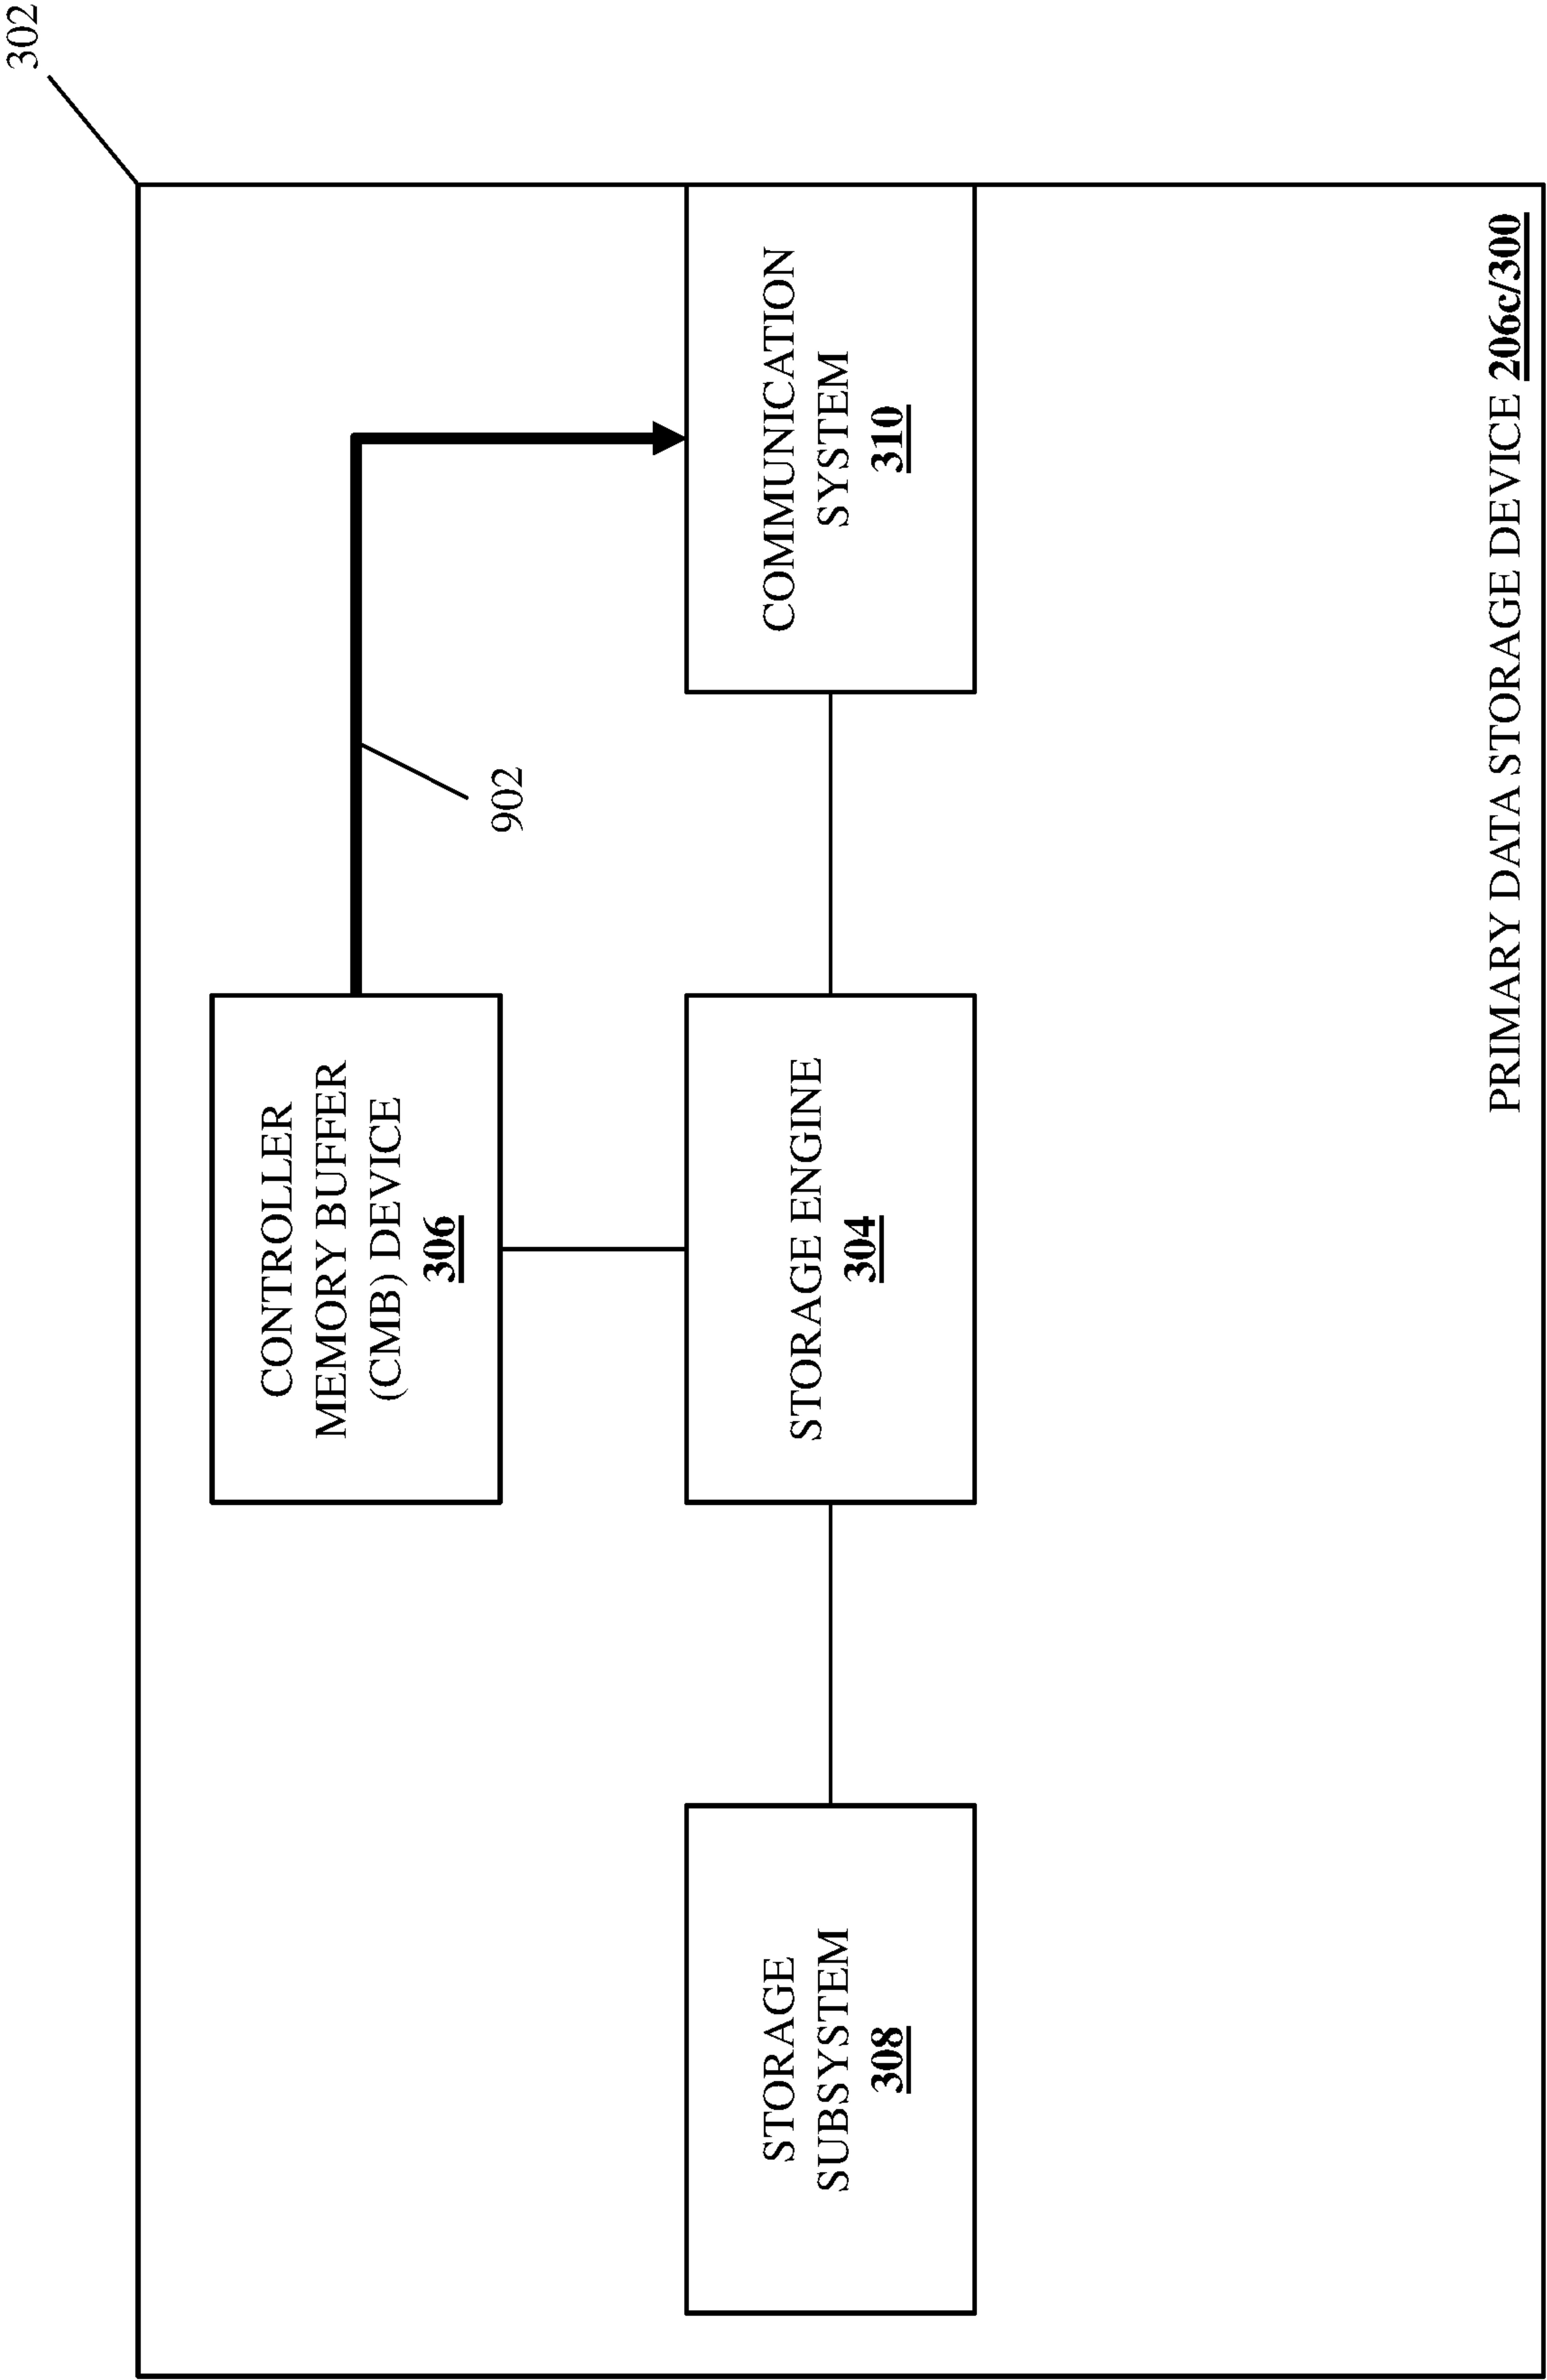 302
CONTROLLER
MEMORY BUFFER
(CMB) DEVICE
306
902
STORAGE
SUBSYSTEM
308
STORAGE ENGINE
304
COMMUNICATION
SYSTEM
310
PRIMARY DATA STORAGE DEVICE 206c/300